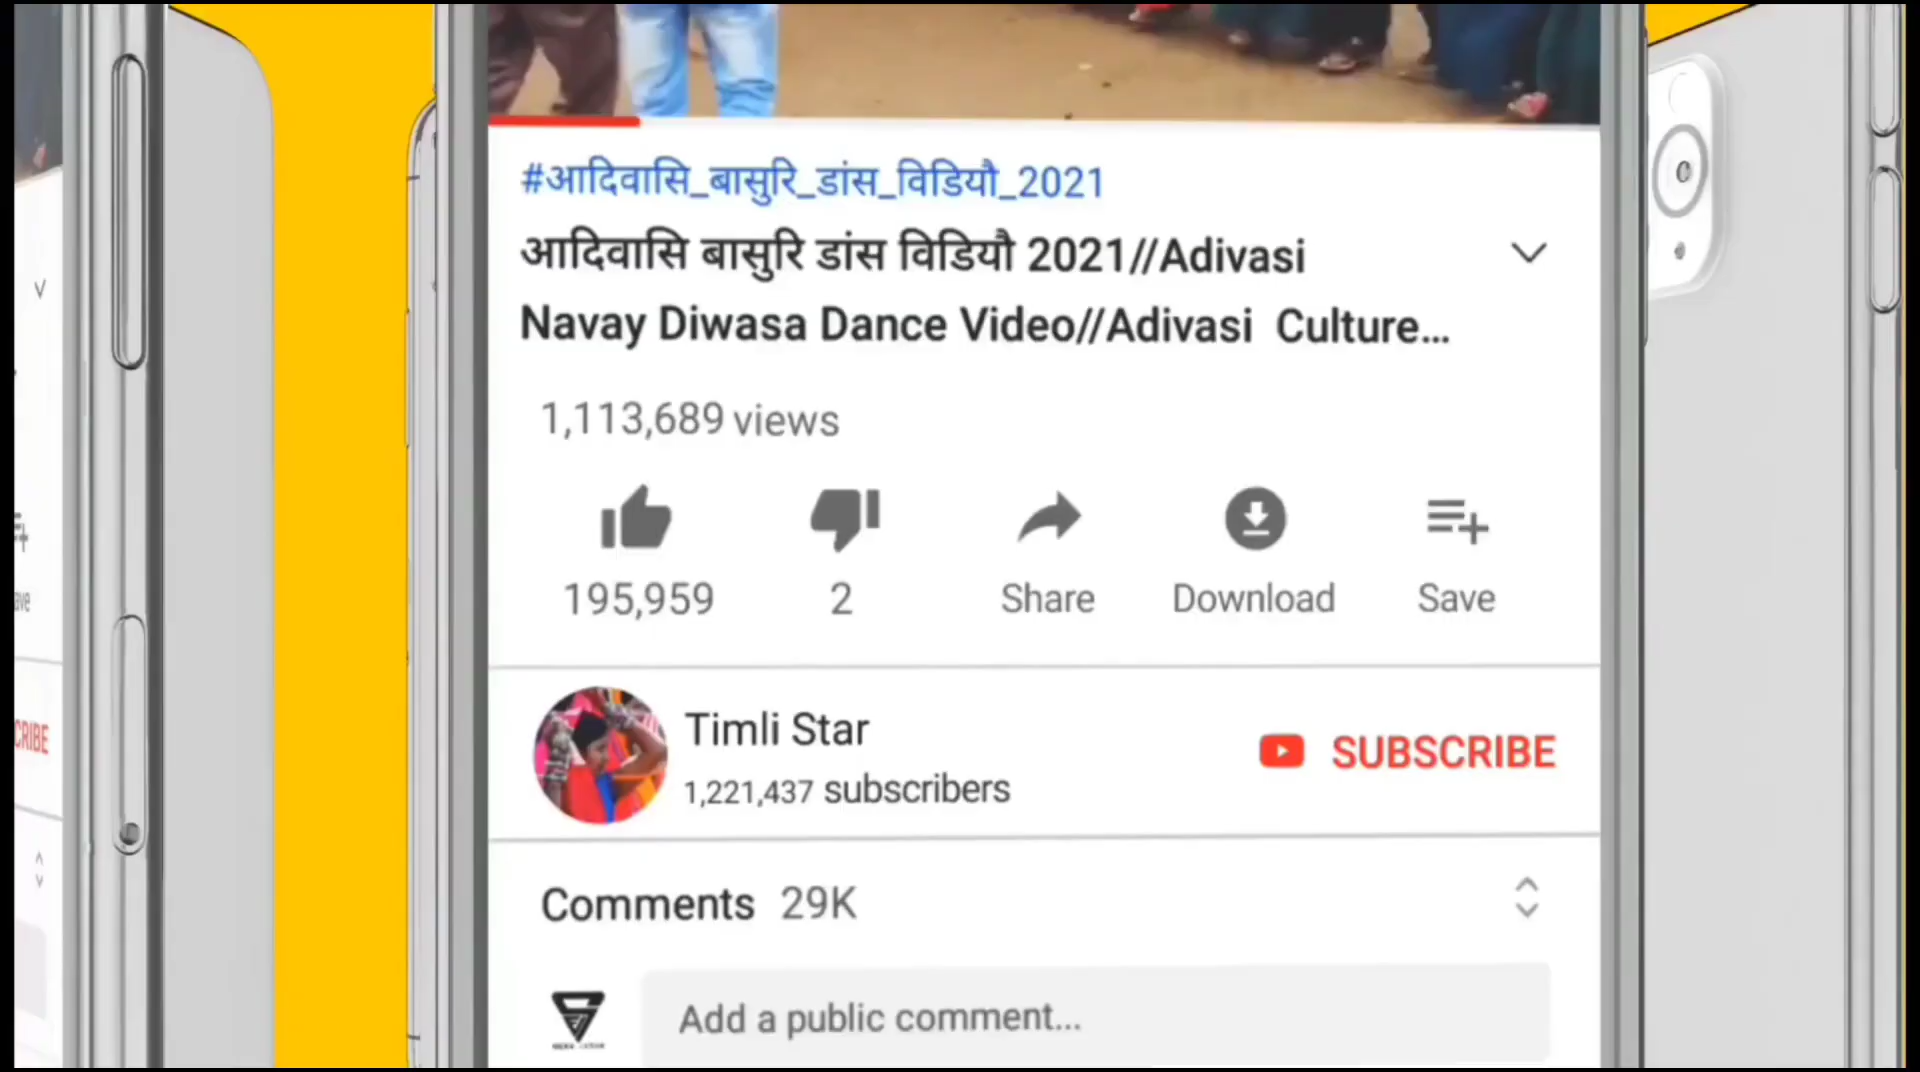 #आदिवासि_बासुरि_डांस_विडियौ_2021
आदिवासि बासुरि डांस विडियौ 2021//Adivasi
Navay Diwasa Dance Video//Adivasi Culture...
1,113,689 views
195,959
2
Share
Download
Save
Timli Star
1,221,437 subscribers
SUBSCRIBE
Comments 29K
Add a public comment...
CRIBE